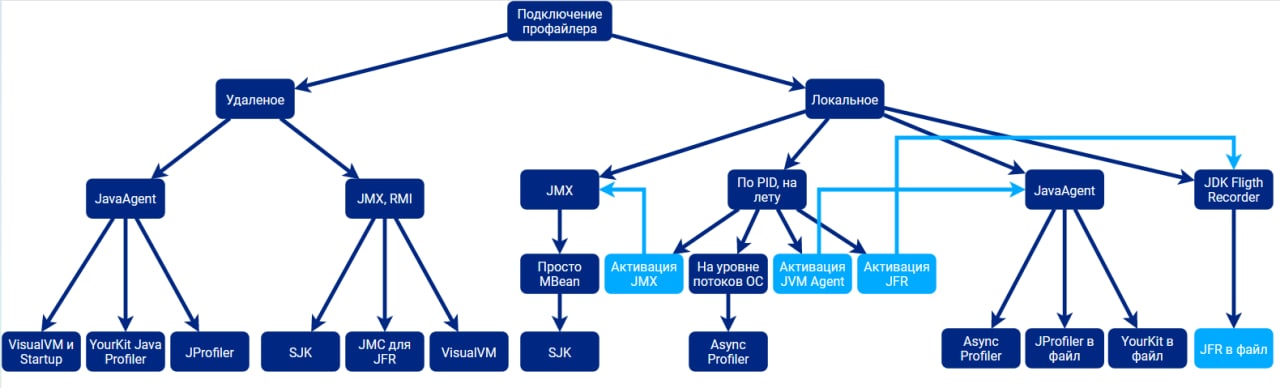 Подключение
профайлера
Удаленое
Локальное
JavaAgent
JMX, RMI
JMX
По PID, на
лету
JavaAgent
JDK Fligth
Recorder
Просто
MBean
Активация
JMX
На уровне
потоков ОС
Активация
JVM Agent
Активация
JFR
VisualVM и
Startup
YourKit Java
Profiler
JProfiler
SJK
JMC для
JFR
VisualVM
SJK
Async
Profiler
Async
Profiler
JProfiler в
файл
YourKit в
файл
JFR в файл